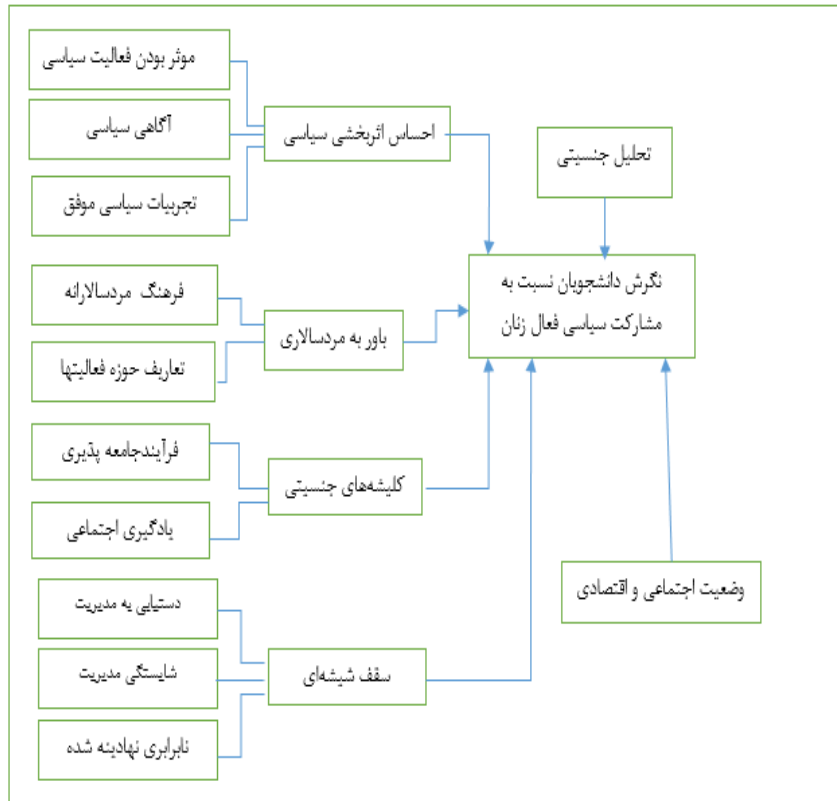 موثر بودن فعالیت سیاسی
آگاهی سیاسی
تجربیات سیاسی موفق
احساس اثربخشی سیاسی
تحلیل جنسیتی
نگرش دانشجویان نسبت به
مشارکت سیاسی فعال زنان
فرهنگ مردسالارانه
تعاریف حوزه فعالیتها
باور به مردسالاری
فرآیندجامعه پذیری
یادگیری اجتماعی
کلیشه‌های جنسیتی
وضعیت اجتماعی و اقتصادی
دستیایی به مدیریت
شایستگی مدیریت
نابرابری نهادینه شده
سقف شیشه‌ای